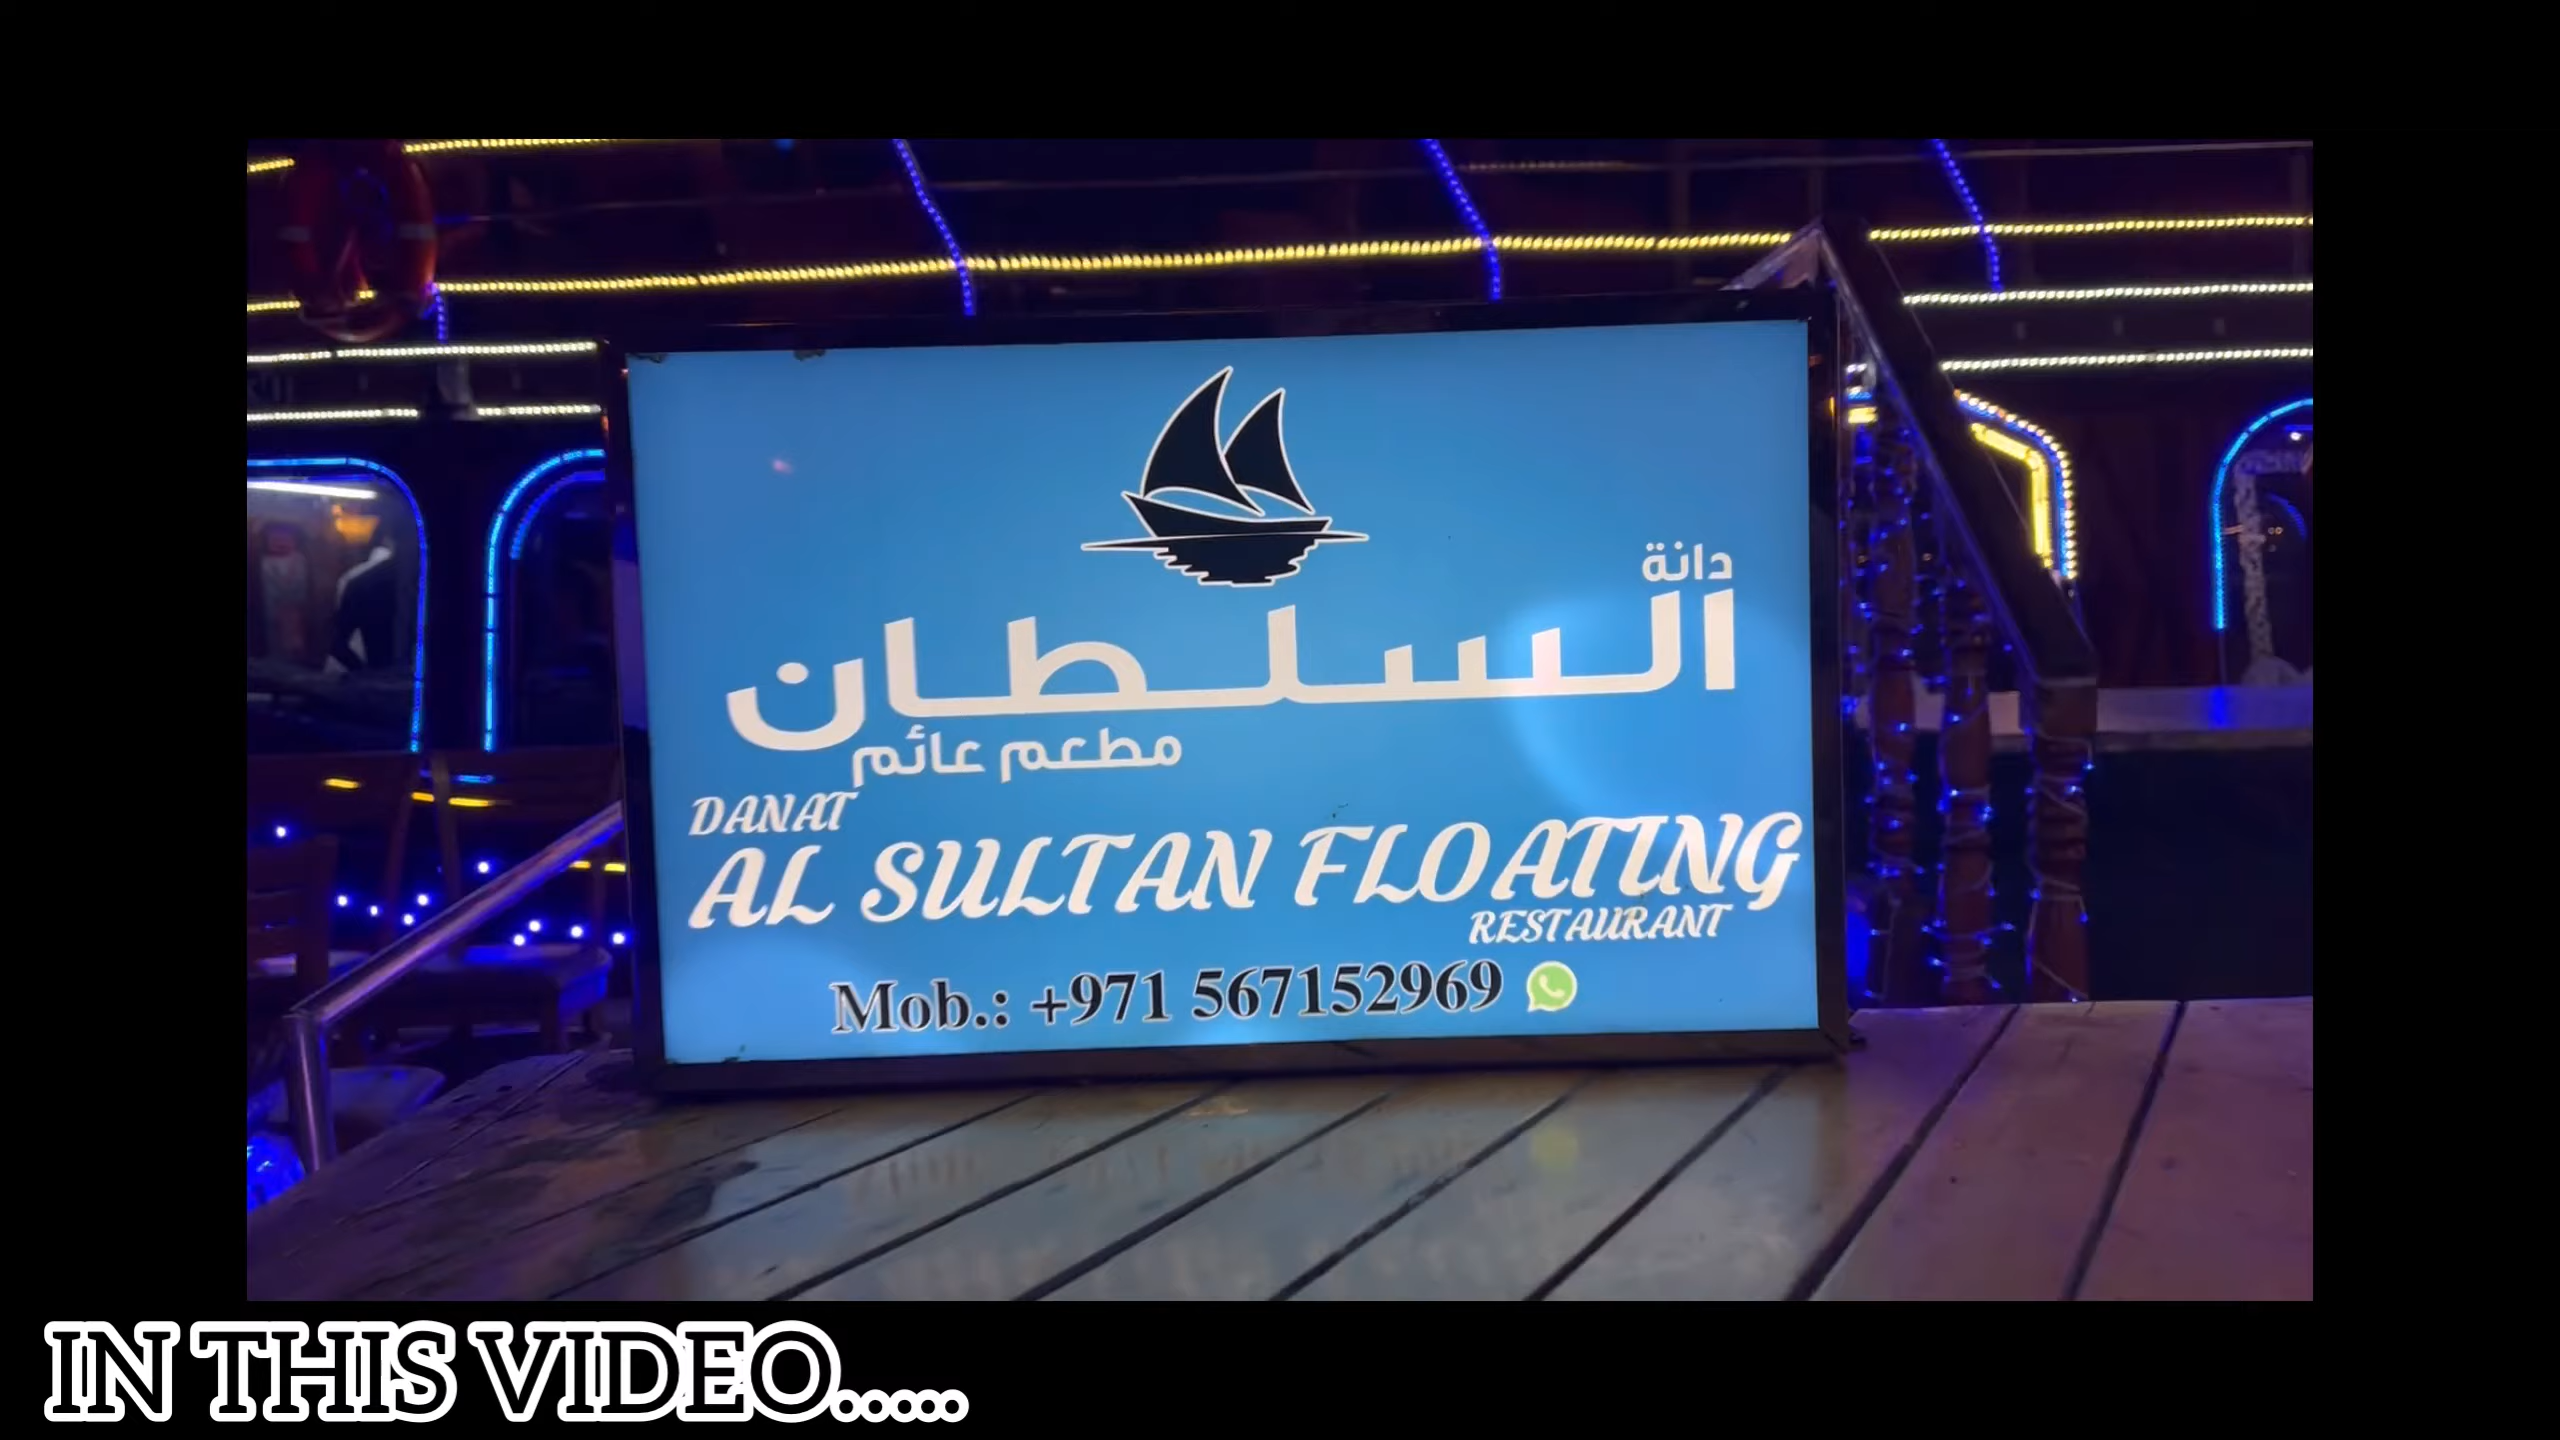 دانة
السلطان
مطعم عائم
DANAT
AL SULTAN FLOATING
RESTAURANT
Mob.: +971 567152969
IN THIS VIDEO.....